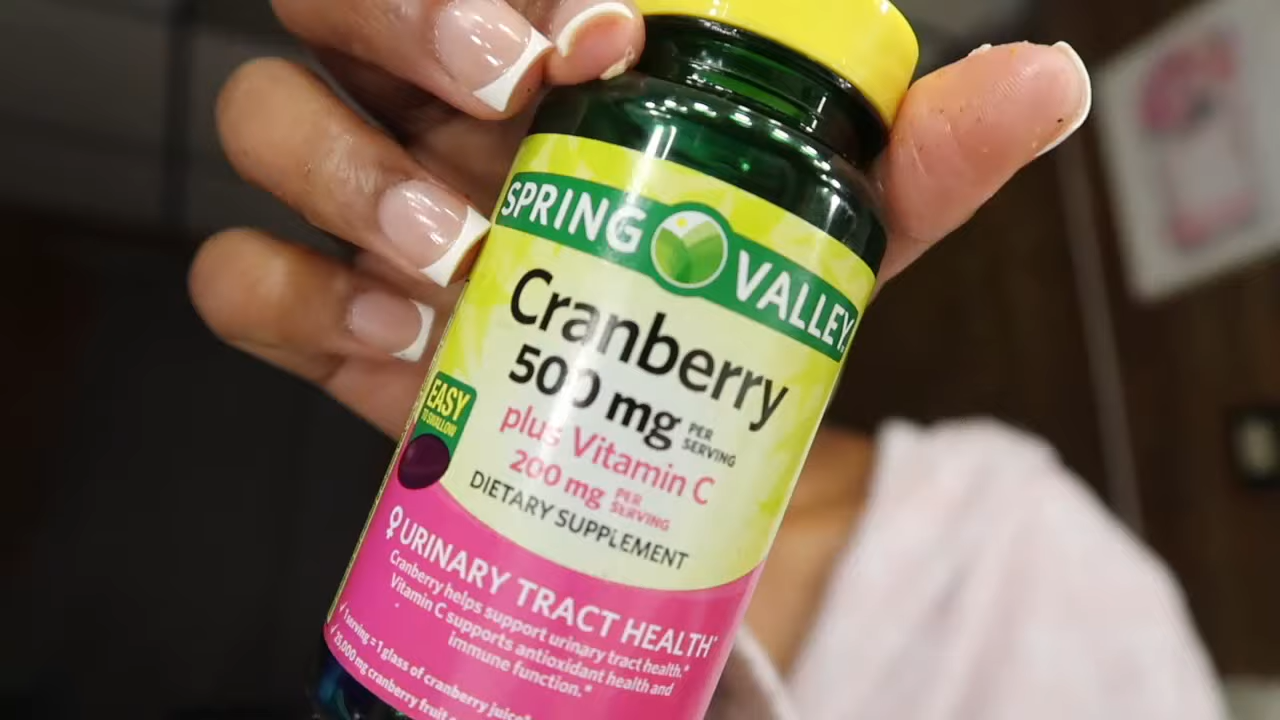 SPRING VALLEY
Cranberry
500 mg PER SERVING
plus Vitamin C
200 mg PER SERVING
DIETARY SUPPLEMENT
EASY
TO SWALLOW!
URINARY TRACT HEALTH*
Cranberry helps support urinary tract health.*
Vitamin C supports antioxidant health and
immune function.*
1 serving = 1 glass of cranberry juice*
25,000 mg cranberry fruit